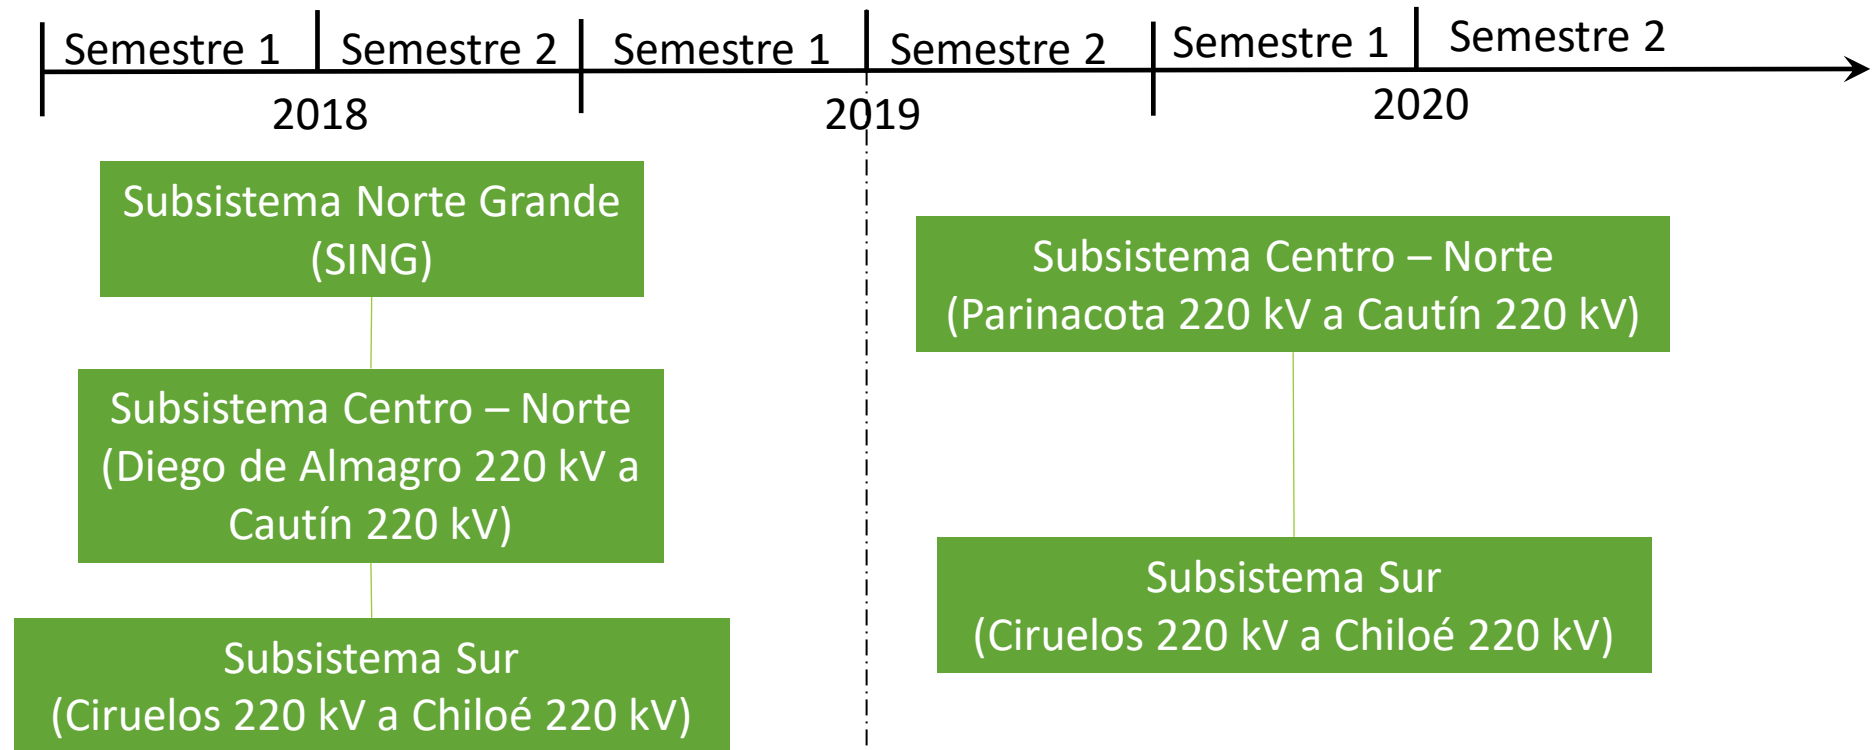 Semestre 1
Semestre 2
Semestre 1
Semestre 2
Semestre 1
Semestre 2
2018
2019
2020
Subsistema Norte Grande
(SING)
Subsistema Centro – Norte
(Diego de Almagro 220 kV a
Cautín 220 kV)
Subsistema Sur
(Ciruelos 220 kV a Chiloé 220 kV)
Subsistema Centro – Norte
(Parinacota 220 kV a Cautín 220 kV)
Subsistema Sur
(Ciruelos 220 kV a Chiloé 220 kV)